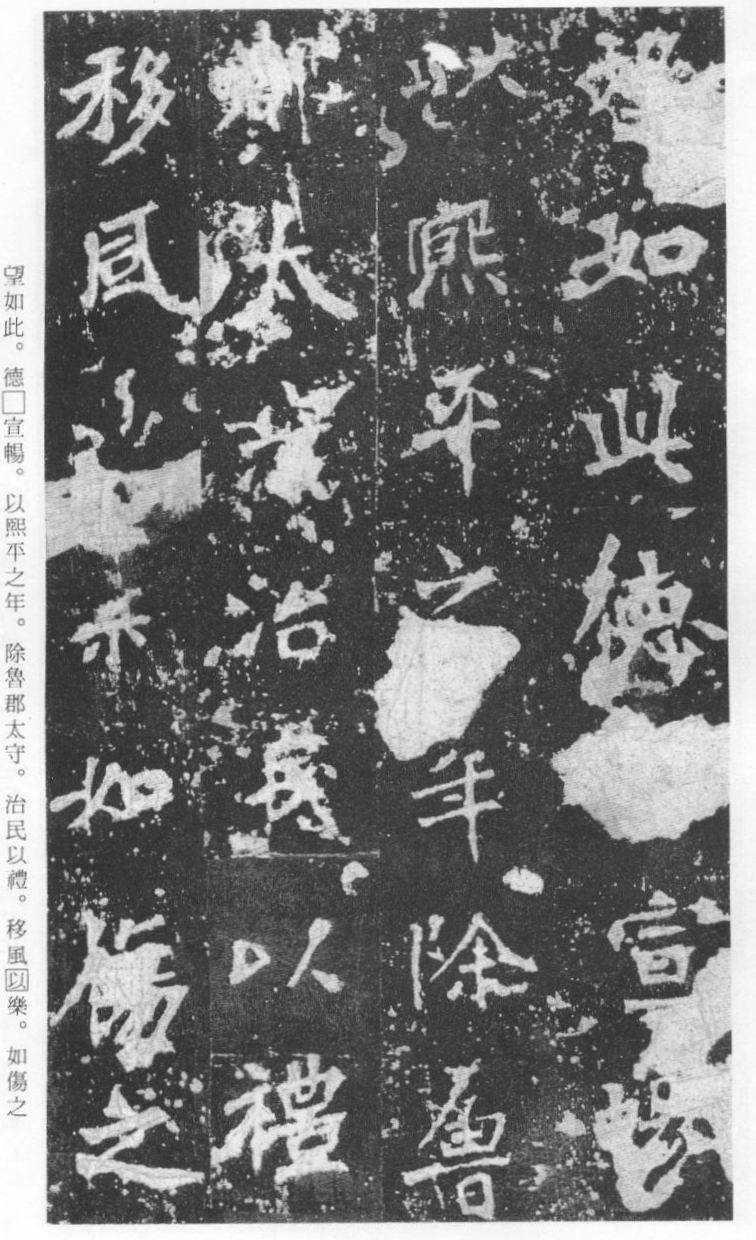 望如此德宣暢
以熙平之年除魯
郡太守治民以禮
移風以樂如傷之
望如此。德□宣暢。以熙平之年。除魯郡太守。治民以禮。移風以樂。如傷之